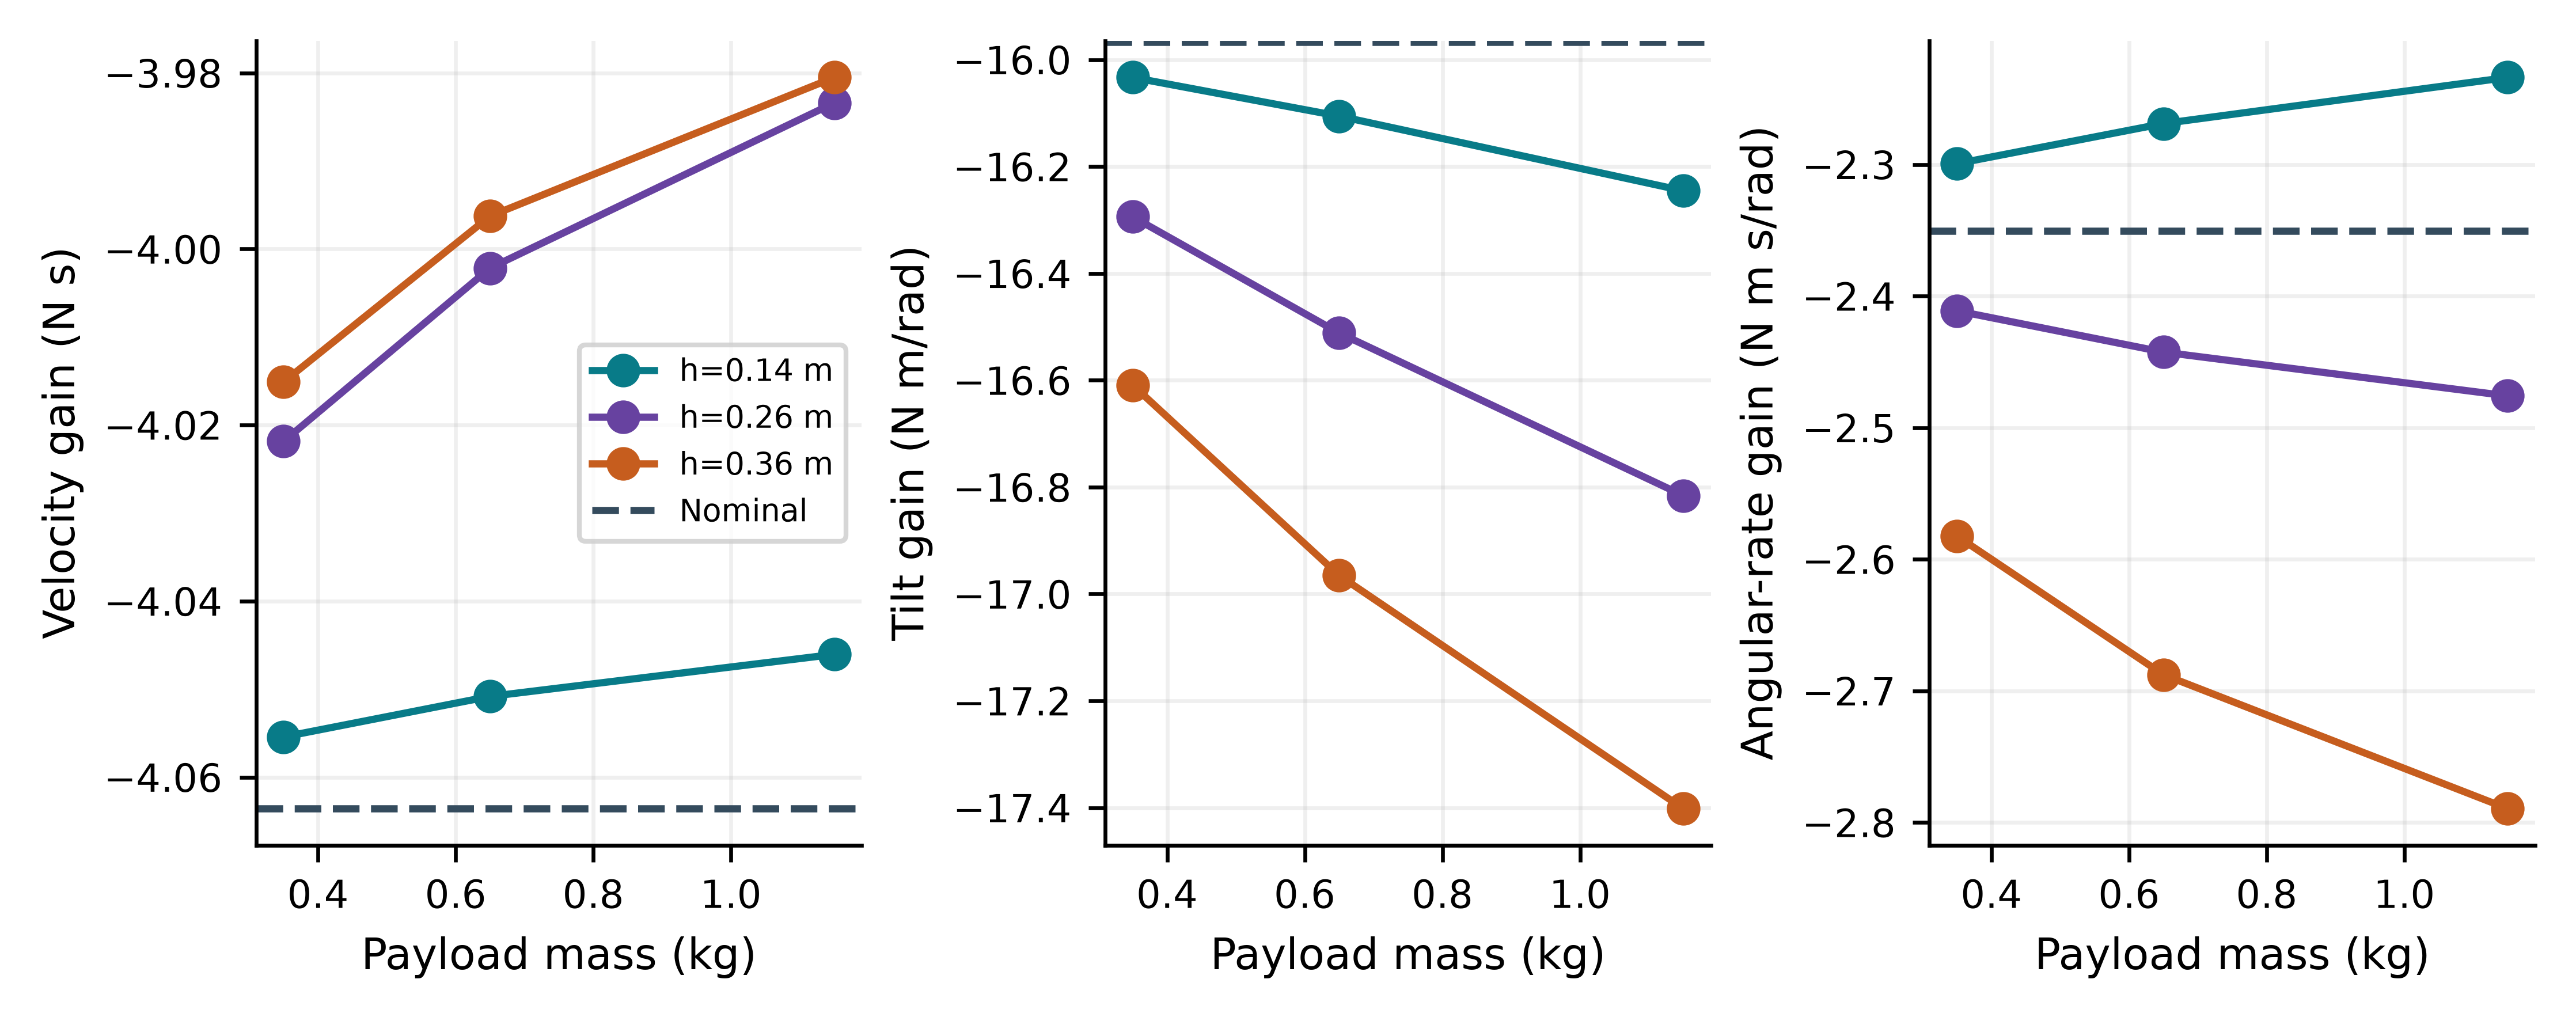 Velocity gain (N s)
−3.98
−4.00
−4.02
−4.04
−4.06
0.4 0.6 0.8 1.0
Payload mass (kg)
h=0.14 m
h=0.26 m
h=0.36 m
Nominal
Tilt gain (N m/rad)
−16.0
−16.2
−16.4
−16.6
−16.8
−17.0
−17.2
−17.4
0.4 0.6 0.8 1.0
Payload mass (kg)
Angular-rate gain (N m s/rad)
−2.3
−2.4
−2.5
−2.6
−2.7
−2.8
0.4 0.6 0.8 1.0
Payload mass (kg)